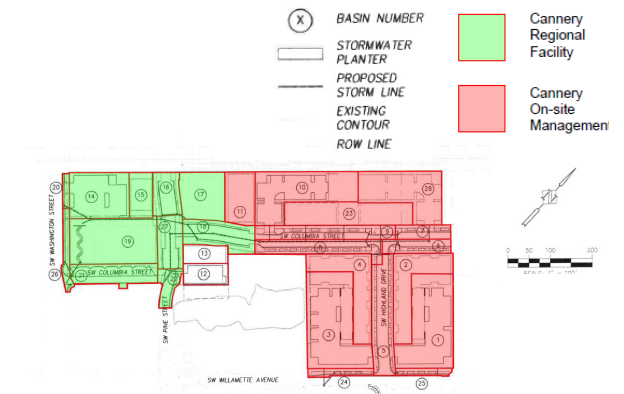 X
BASIN NUMBER
STORMWATER
PLANTER
PROPOSED
STORM LINE
EXISTING
CONTOUR
ROW LINE
Cannery
Regional
Facility
Cannery
On-site
Management
20
14
15
16
17
11
10
28
23
SW WASHINGTON STREET
27
18
19
SW COLUMBIA STREET
9
7
8
6
13
12
26
21
SW COLUMBIA STREET
22
4
2
SW HIGHLAND DRIVE
3
1
5
SW PINE STREET
SW WILLAMETTE AVENUE
24
25
0 50 100 200